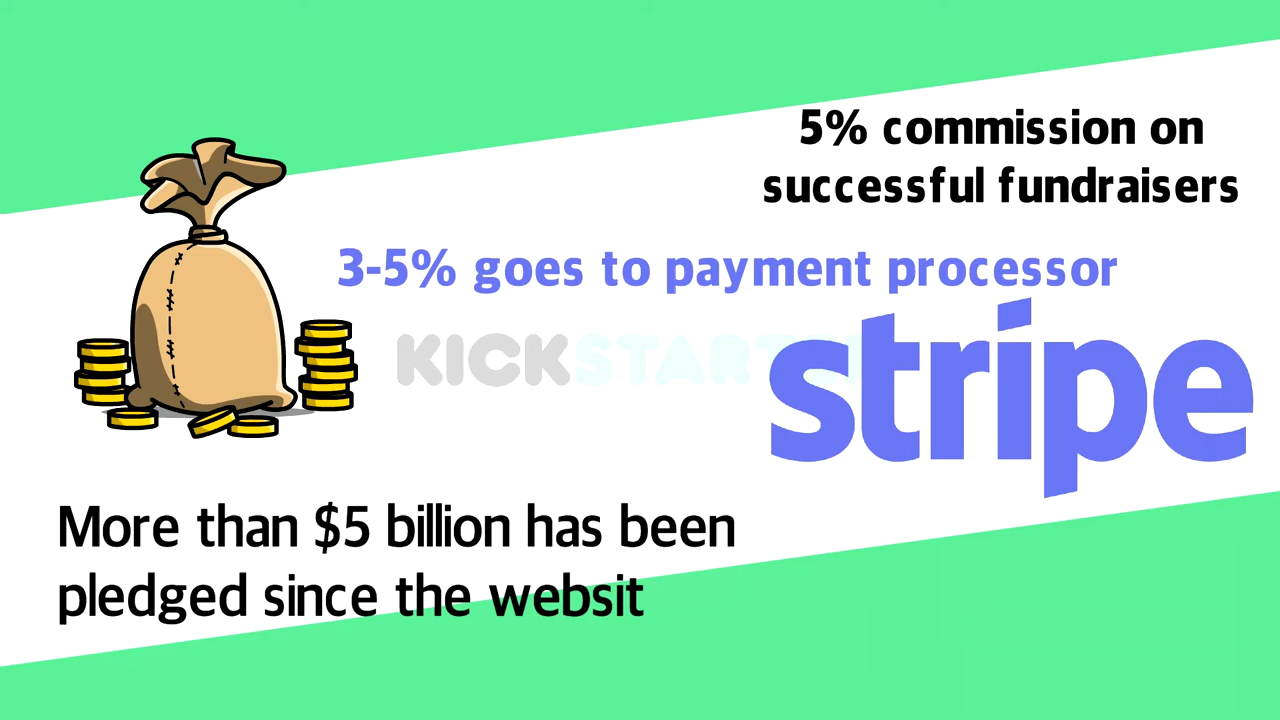 5% commission on
successful fundraisers
3-5% goes to payment processor
KICKSTARTER
stripe
More than $5 billion has been
pledged since the websit